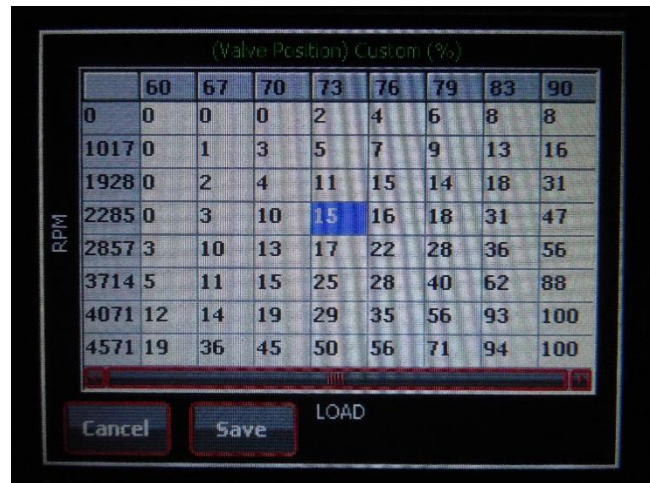 (Valve Position) Custom (%)
60 67 70 73 76 79 83 90
0 0 0 0 2 4 6 8 8
1017 0 1 3 5 7 9 13 16
1928 0 2 4 11 15 14 18 31
2285 0 3 10 15 16 18 31 47
2857 3 10 13 17 22 28 36 56
3714 5 11 15 25 28 40 62 88
4071 12 14 19 29 35 56 93 100
4571 19 36 45 50 56 71 94 100
RPM
LOAD
Cancel Save